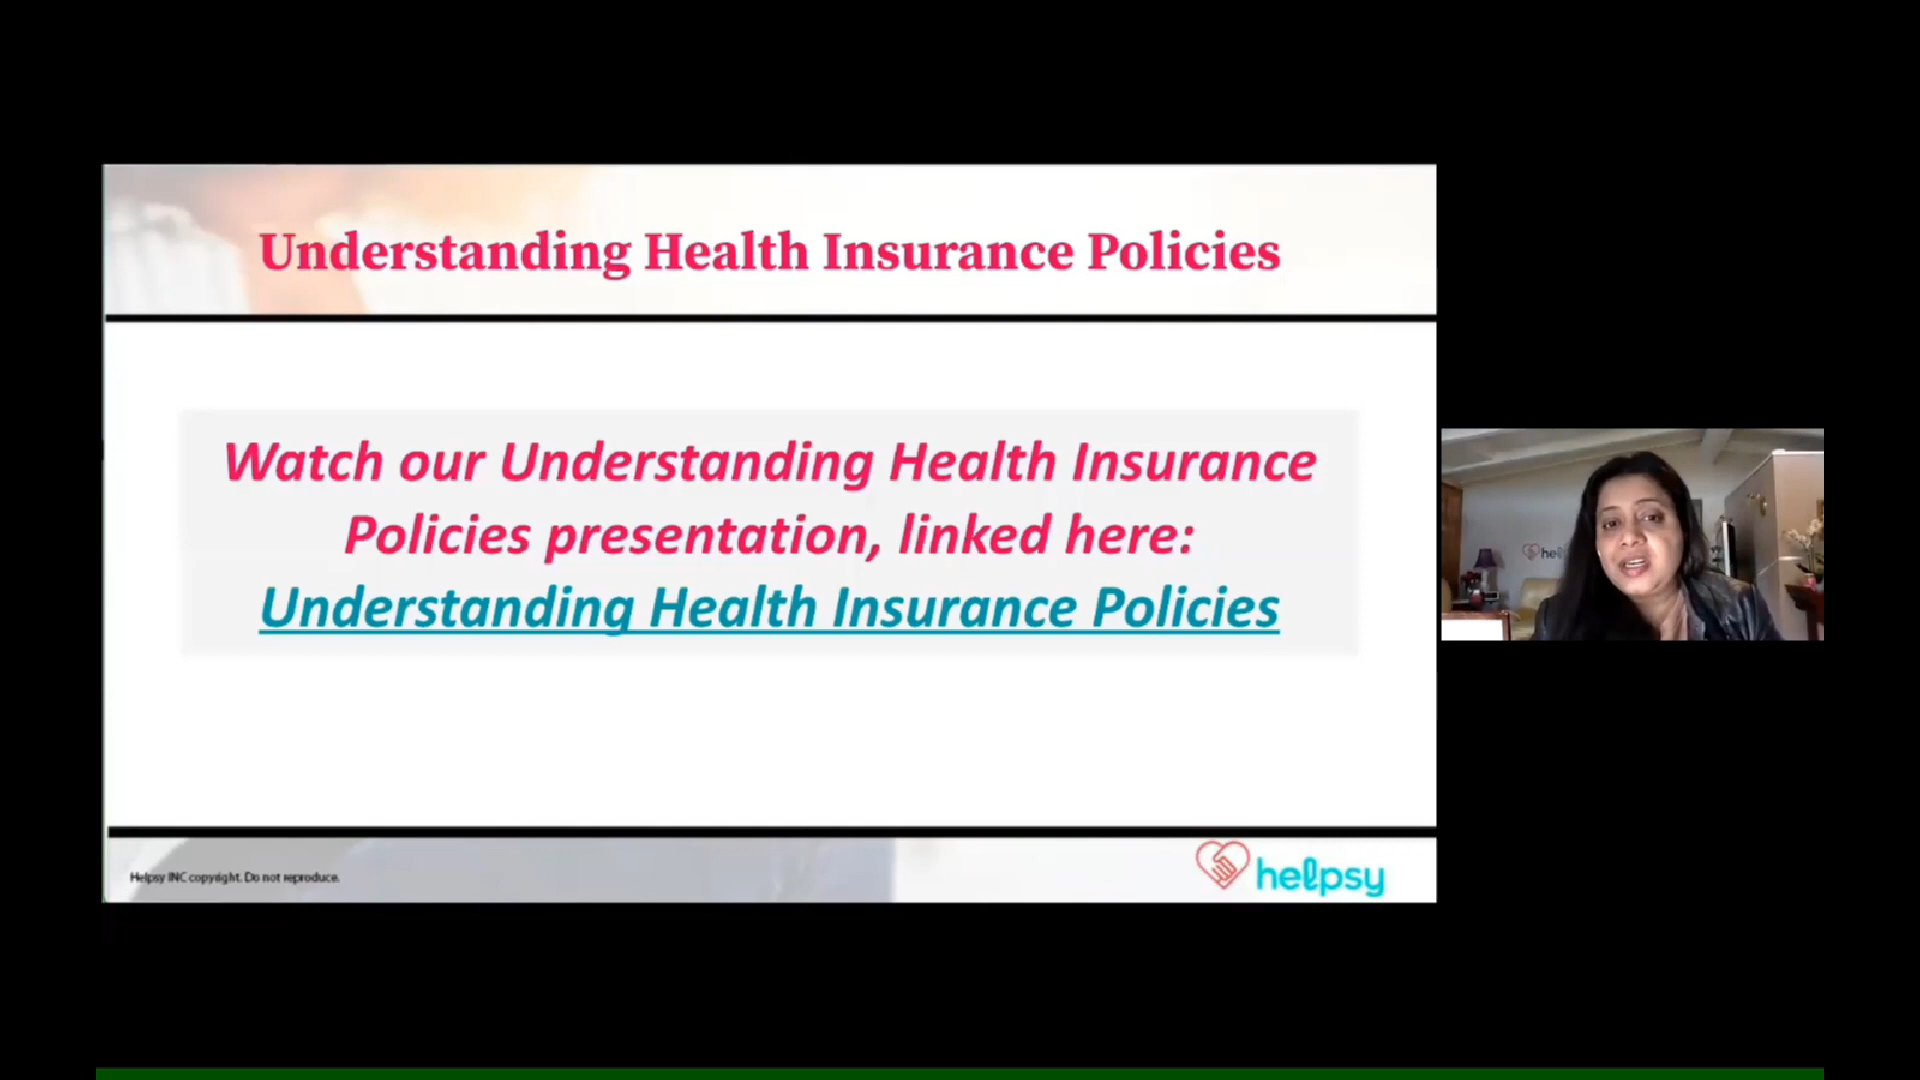 Understanding Health Insurance Policies
Watch our Understanding Health Insurance
Policies presentation, linked here:
Understanding Health Insurance Policies
Helpsy INC copyright. Do not reproduce.
helpsy